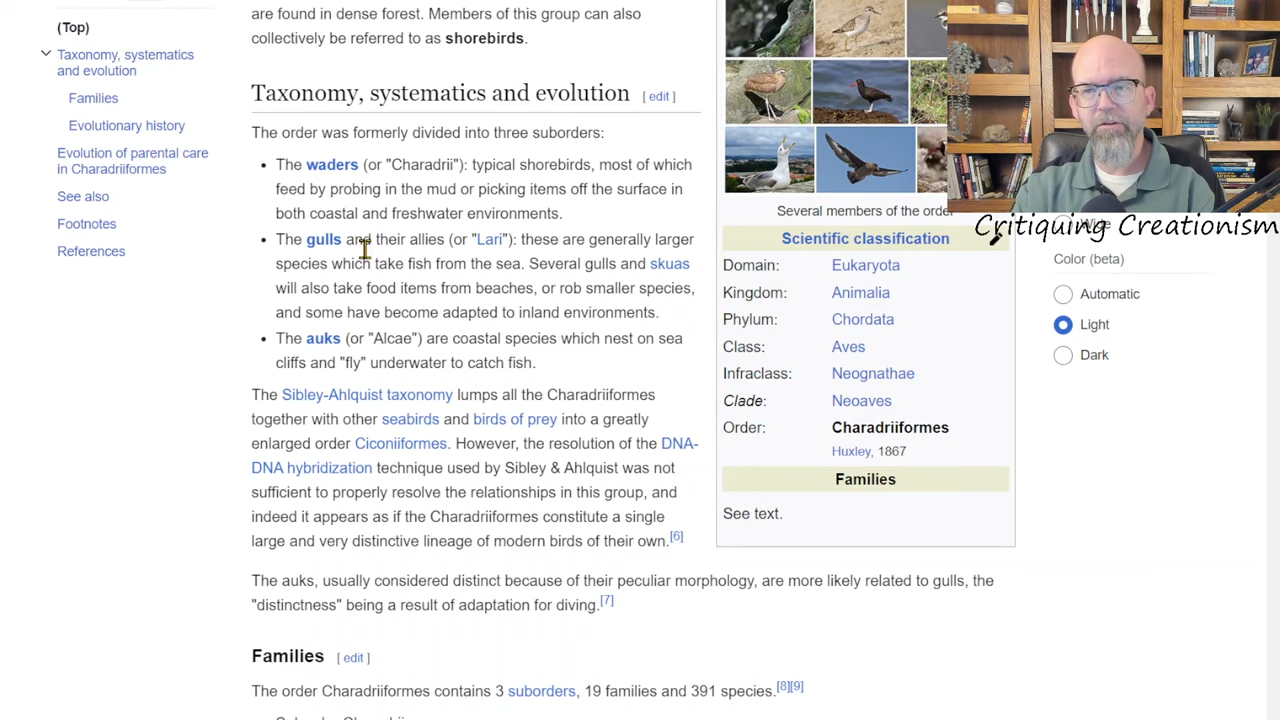 (Top)
Taxonomy, systematics
and evolution
Families
Evolutionary history
Evolution of parental care
in Charadriiformes
See also
Footnotes
References
are found in dense forest. Members of this group can also
collectively be referred to as shorebirds.
Taxonomy, systematics and evolution [ edit ]
The order was formerly divided into three suborders:
• The waders (or "Charadrii"): typical shorebirds, most of which
feed by probing in the mud or picking items off the surface in
both coastal and freshwater environments.
• The gulls and their allies (or "Lari"): these are generally larger
species which take fish from the sea. Several gulls and skuas
will also take food items from beaches, or rob smaller species,
and some have become adapted to inland environments.
• The auks (or "Alcae") are coastal species which nest on sea
cliffs and "fly" underwater to catch fish.
The Sibley-Ahlquist taxonomy lumps all the Charadriiformes
together with other seabirds and birds of prey into a greatly
enlarged order Ciconiiformes. However, the resolution of the DNA-
DNA hybridization technique used by Sibley & Ahlquist was not
sufficient to properly resolve the relationships in this group, and
indeed it appears as if the Charadriiformes constitute a single
large and very distinctive lineage of modern birds of their own.[6]
The auks, usually considered distinct because of their peculiar morphology, are more likely related to gulls, the
"distinctness" being a result of adaptation for diving.[7]
Families [ edit ]
The order Charadriiformes contains 3 suborders, 19 families and 391 species.[8][9]
Several members of the order
Scientific classification
Domain: Eukaryota
Kingdom: Animalia
Phylum: Chordata
Class: Aves
Infraclass: Neognathae
Clade: Neoaves
Order: Charadriiformes
Huxley, 1867
Families
See text.
Critiquing Creationism
Wide
Color (beta)
Automatic
Light
Dark